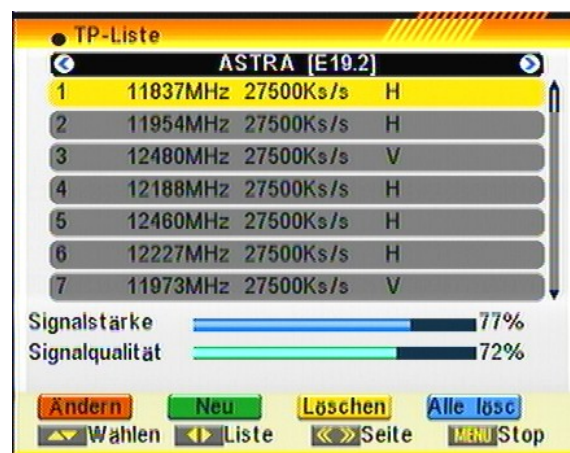 TP-Liste
ASTRA [E19.2]
1 11837MHz 27500Ks/s H
2 11954MHz 27500Ks/s H
3 12480MHz 27500Ks/s V
4 12188MHz 27500Ks/s H
5 12460MHz 27500Ks/s H
6 12227MHz 27500Ks/s H
7 11973MHz 27500Ks/s V
Signalstärke 77%
Signalqualität 72%
Ändern Neu Löschen Alle lösc
Wählen Liste Seite MENU Stop